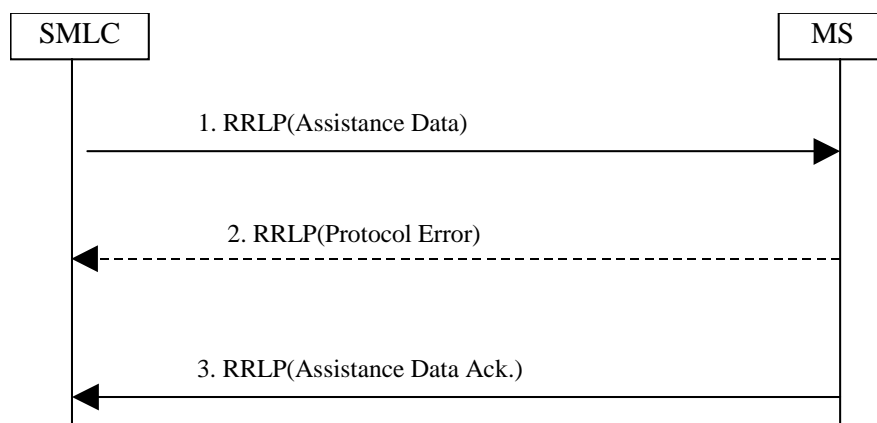 SMLC
MS
1. RRLP(Assistance Data)
2. RRLP(Protocol Error)
3. RRLP(Assistance Data Ack.)